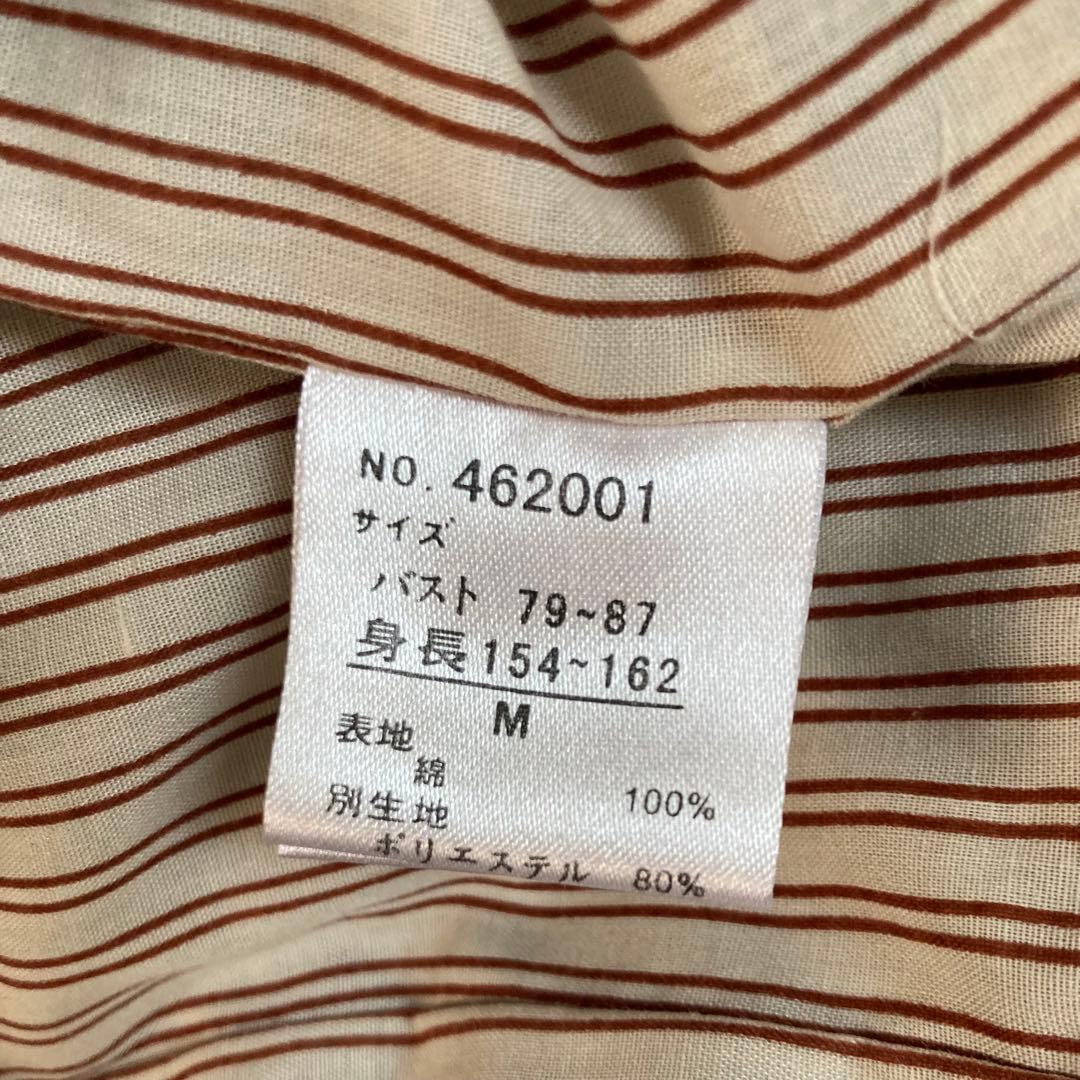 NO. 462001
サイズ
バスト 79~87
身長154~162
M
表地
綿 100%
別生地
ポリエステル 80%